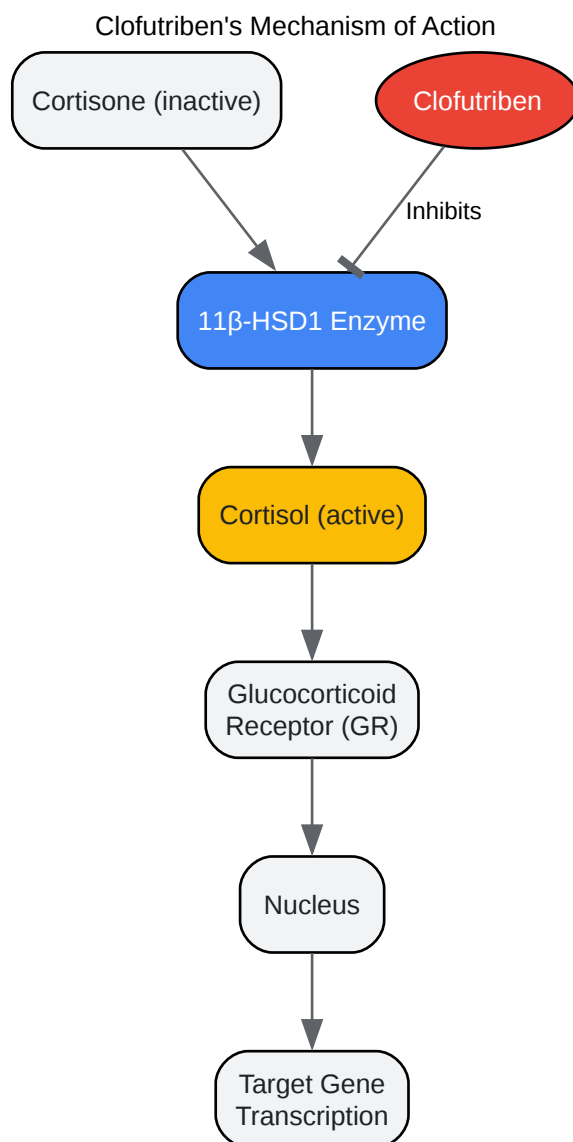 Clofutriben's Mechanism of Action
Cortisone (inactive)
Clofutriben
Inhibits
11β-HSD1 Enzyme
Cortisol (active)
Glucocorticoid
Receptor (GR)
Nucleus
Target Gene
Transcription